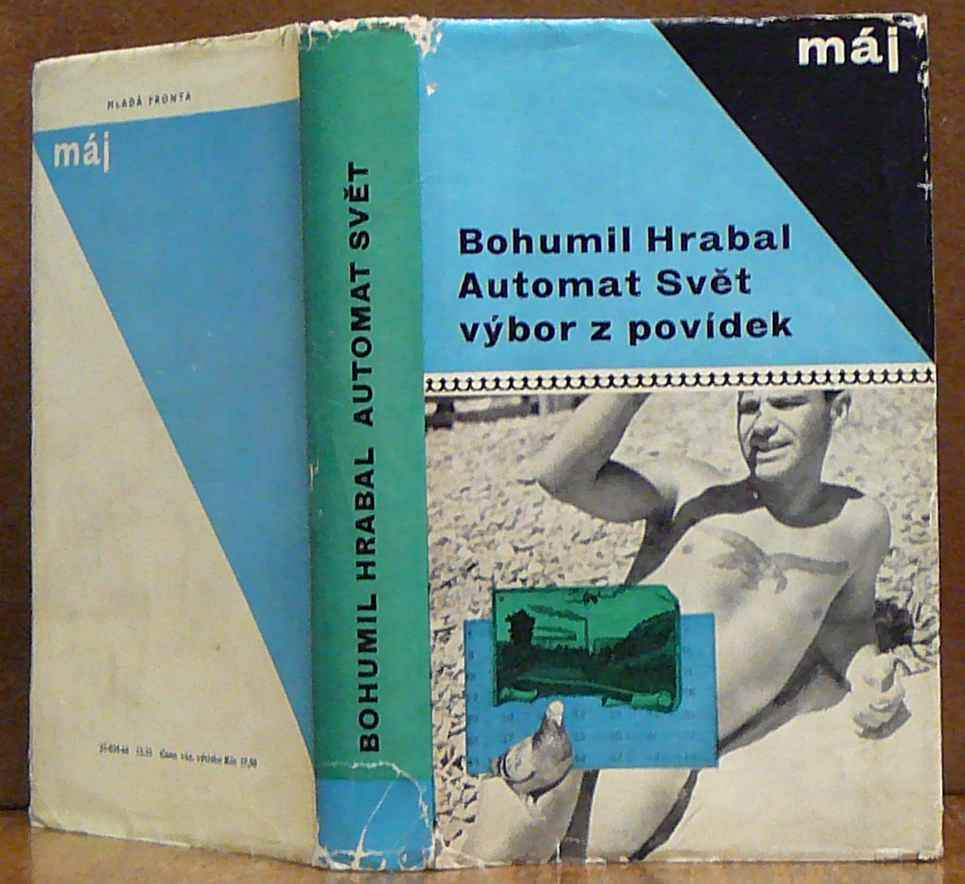 MLADÁ FRONTA
máj
BOHUMIL HRABAL AUTOMAT SVĚT
máj
Bohumil Hrabal
Automat Svět
výbor z povídek